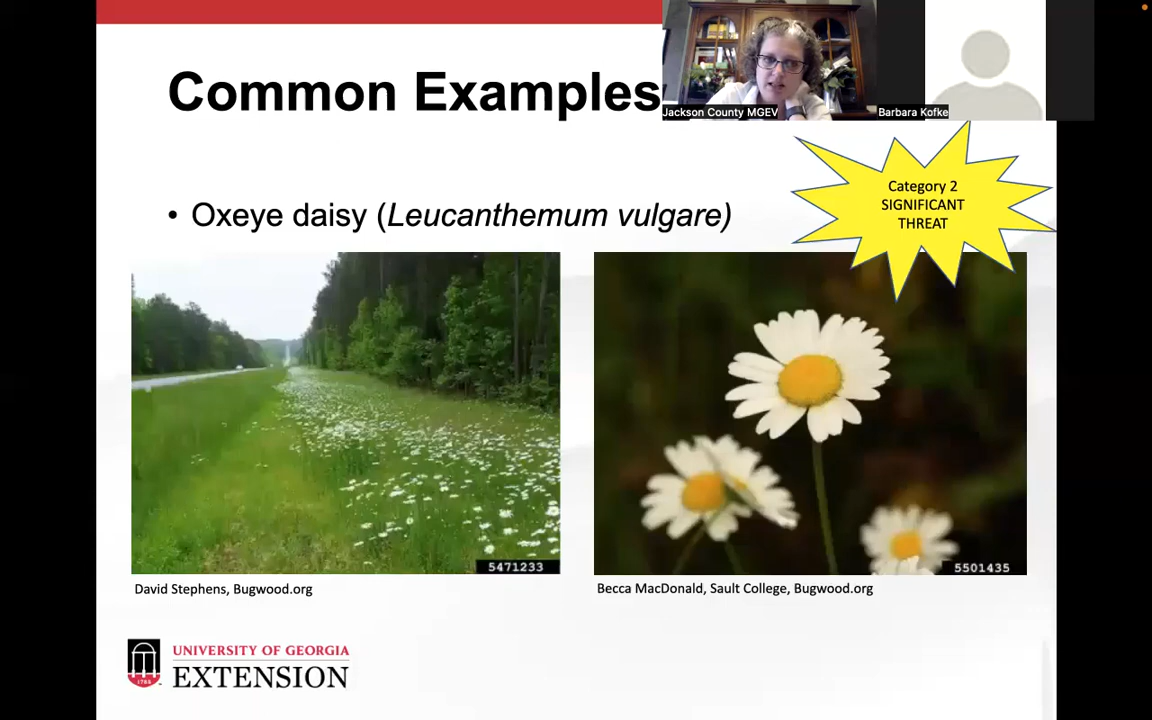 Common Examples
Jackson County MGEV
Barbara Kofke
Category 2
SIGNIFICANT
THREAT
• Oxeye daisy (Leucanthemum vulgare)
5471233
5501435
David Stephens, Bugwood.org
Becca MacDonald, Sault College, Bugwood.org
1785
UNIVERSITY OF GEORGIA
EXTENSION